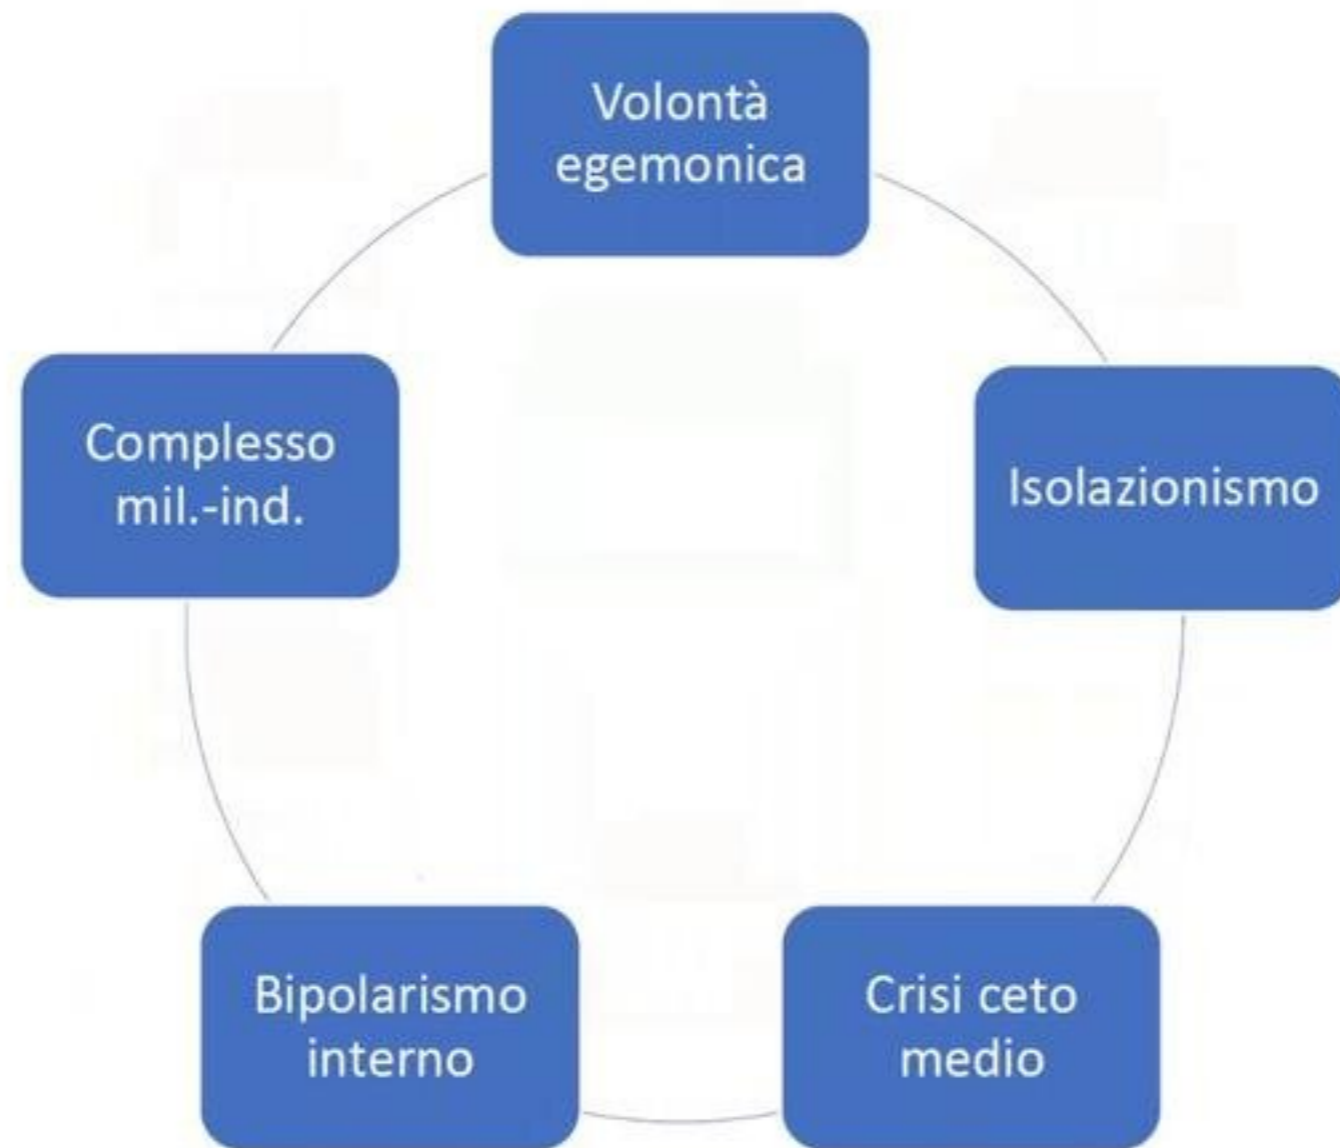 Volontà
egemonica
Isolazionismo
Crisi ceto
medio
Bipolarismo
interno
Complesso
mil.-ind.